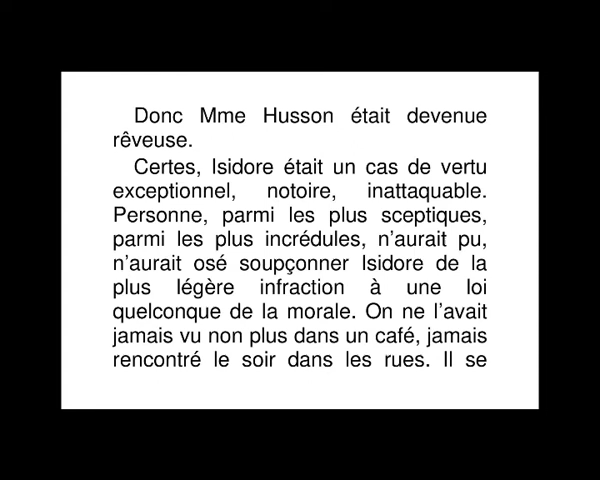 Donc Mme Husson était devenue
rêveuse.
Certes, Isidore était un cas de vertu
exceptionnel, notoire, inattaquable.
Personne, parmi les plus sceptiques,
parmi les plus incrédules, n’aurait pu,
n’aurait osé soupçonner Isidore de la
plus légère infraction à une loi
quelconque de la morale. On ne l’avait
jamais vu non plus dans un café, jamais
rencontré le soir dans les rues. Il se